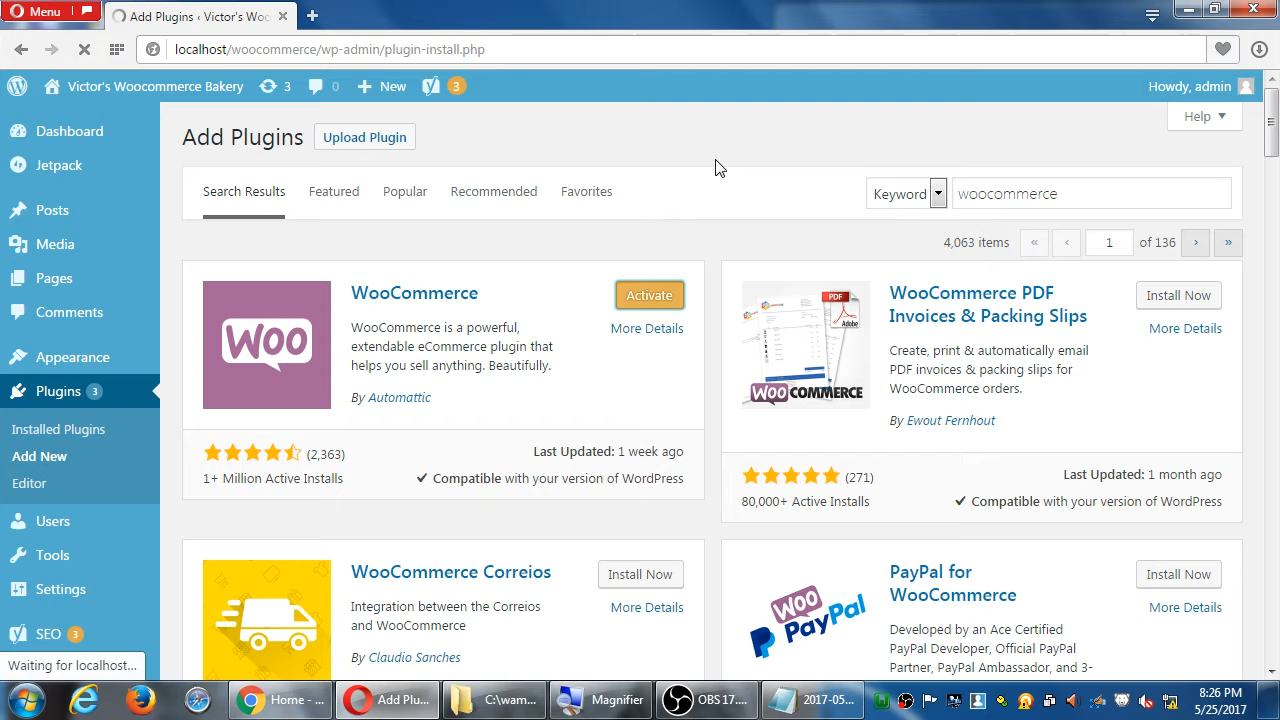 Menu
Add Plugins ‹ Victor's Woo
localhost/woocommerce/wp-admin/plugin-install.php
Victor's Woocommerce Bakery 3 0 New 3 Howdy, admin
Help
Dashboard
Jetpack
Posts
Media
Pages
Comments
Appearance
Plugins 3
Installed Plugins
Add New
Editor
Users
Tools
Settings
SEO 3
Waiting for localhost...
Add Plugins Upload Plugin
Search Results Featured Popular Recommended Favorites Keyword woocommerce
4,063 items « ‹ 1 of 136 › »
WOO
WooCommerce
Activate
More Details
WooCommerce is a powerful,
extendable eCommerce plugin that
helps you sell anything. Beautifully.
By Automattic
(2,363)
Last Updated: 1 week ago
1+ Million Active Installs
Compatible with your version of WordPress
PDF
Adobe
WOO COMMERCE
WooCommerce PDF
Invoices & Packing Slips
Install Now
More Details
Create, print & automatically email
PDF invoices & packing slips for
WooCommerce orders.
By Ewout Fernhout
(271)
Last Updated: 1 month ago
80,000+ Active Installs
Compatible with your version of WordPress
WooCommerce Correios
Install Now
More Details
Integration between the Correios
and WooCommerce
By Claudio Sanches
WOO
PayPal
PayPal for
WooCommerce
Install Now
More Details
Developed by an Ace Certified
PayPal Developer, Official PayPal
Partner, PayPal Ambassador, and 3-
Home - ...
Add Plu...
C:\wam...
Magnifier
OBS 17....
2017-05...
8:26 PM
5/25/2017